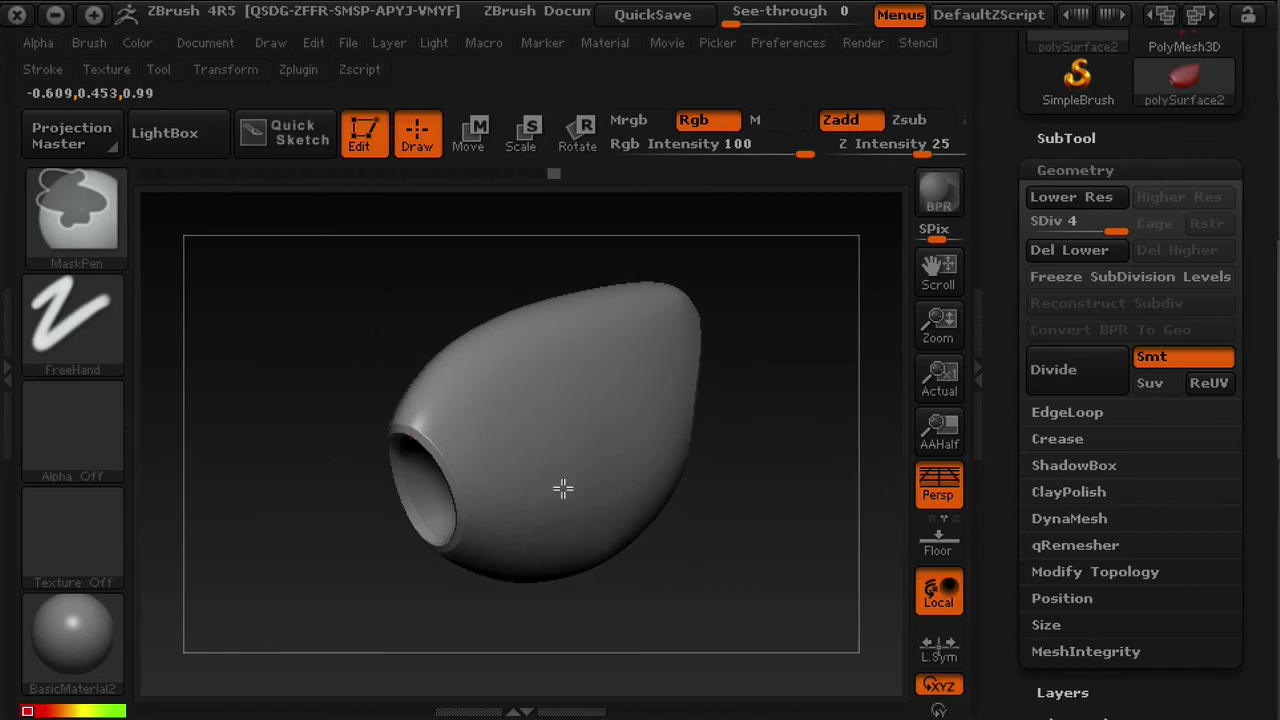 ZBrush 4R5 [QSDG-ZFFR-SMSP-APYJ-VMYF] ZBrush Docum QuickSave See-through 0 Menus DefaultZScript
Alpha Brush Color Document Draw Edit File Layer Light Macro Marker Material Movie Picker Preferences Render Stencil
Stroke Texture Tool Transform Zplugin Zscript
-0.609,0.453,0.99
Projection
Master
LightBox
Quick
Sketch
Edit
Draw
M
Move
S
Scale
R
Rotate
Mrgb Rgb M Zadd Zsub
Rgb Intensity 100 Z Intensity 25
MaskPen
FreeHand
Alpha Off
Texture Off
BasicMaterial2
BPR
SPix
Scroll
Zoom
x1
Actual
AAHalf
Persp
X Y Z
Floor
Local
L.Sym
XYZ
polySurface2
PolyMesh3D
SimpleBrush
polySurface2
SubTool
Geometry
Lower Res Higher Res
SDiv 4 Cage Rstr
Del Lower Del Higher
Freeze SubDivision Levels
Reconstruct Subdiv
Convert BPR To Geo
Divide Smt
Suv ReUV
EdgeLoop
Crease
ShadowBox
ClayPolish
DynaMesh
qRemesher
Modify Topology
Position
Size
MeshIntegrity
Layers